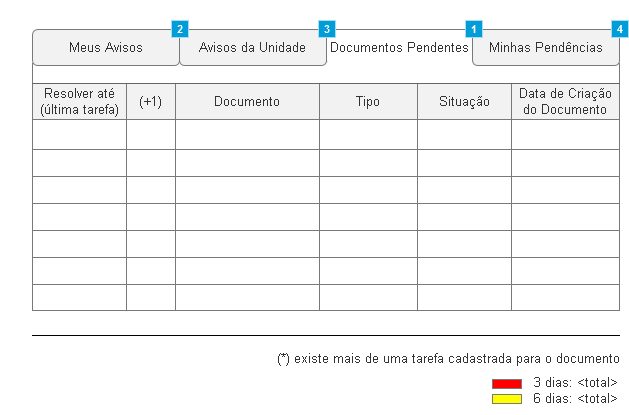 2 3 1 4
Meus Avisos Avisos da Unidade Documentos Pendentes Minhas Pendências
Resolver até (última tarefa) (+1) Documento Tipo Situação Data de Criação do Documento
(*) existe mais de uma tarefa cadastrada para o documento
3 dias: <total>
6 dias: <total>